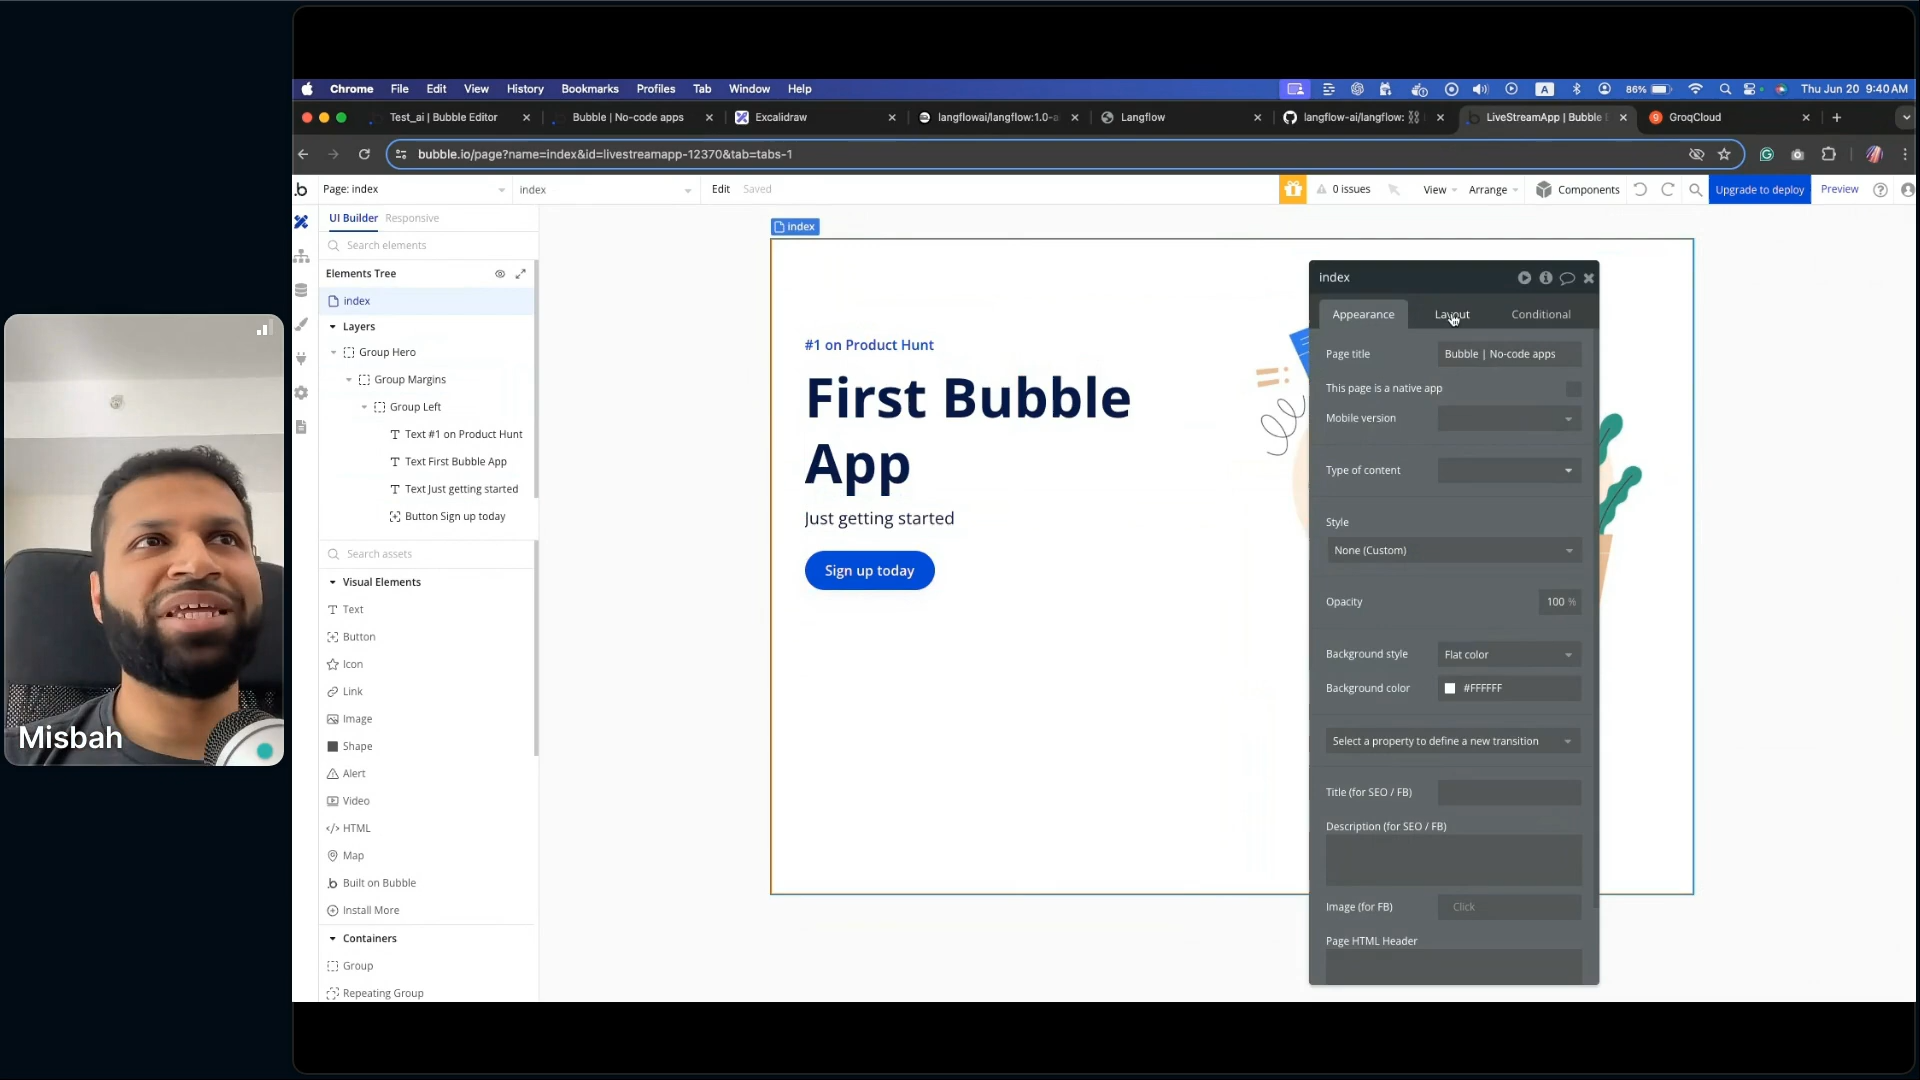 Chrome File Edit View History Bookmarks Profiles Tab Window Help A 86% Thu Jun 20 9:40 AM
Test_ai | Bubble Editor
Bubble | No-code apps
Excalidraw
langflowai/langflow:1.0-a
Langflow
langflow-ai/langflow:
LiveStreamApp | Bubble
GroqCloud
bubble.io/page?name=index&id=livestreamapp-12370&tab=tabs-1
Page: index
index
Edit Saved
0 issues
View
Arrange
Components
Upgrade to deploy
Preview
UI Builder Responsive
Search elements
Elements Tree
index
Layers
Group Hero
Group Margins
Group Left
Text #1 on Product Hunt
Text First Bubble App
Text Just getting started
Button Sign up today
Search assets
Visual Elements
Text
Button
Icon
Link
Image
Shape
Alert
Video
HTML
Map
Built on Bubble
Install More
Containers
Group
Repeating Group
index
#1 on Product Hunt
First Bubble
App
Just getting started
Sign up today
index
Appearance Layout Conditional
Page title Bubble | No-code apps
This page is a native app
Mobile version
Type of content
Style
None (Custom)
Opacity 100 %
Background style Flat color
Background color #FFFFFF
Select a property to define a new transition
Title (for SEO / FB)
Description (for SEO / FB)
Image (for FB) Click
Page HTML Header
Misbah